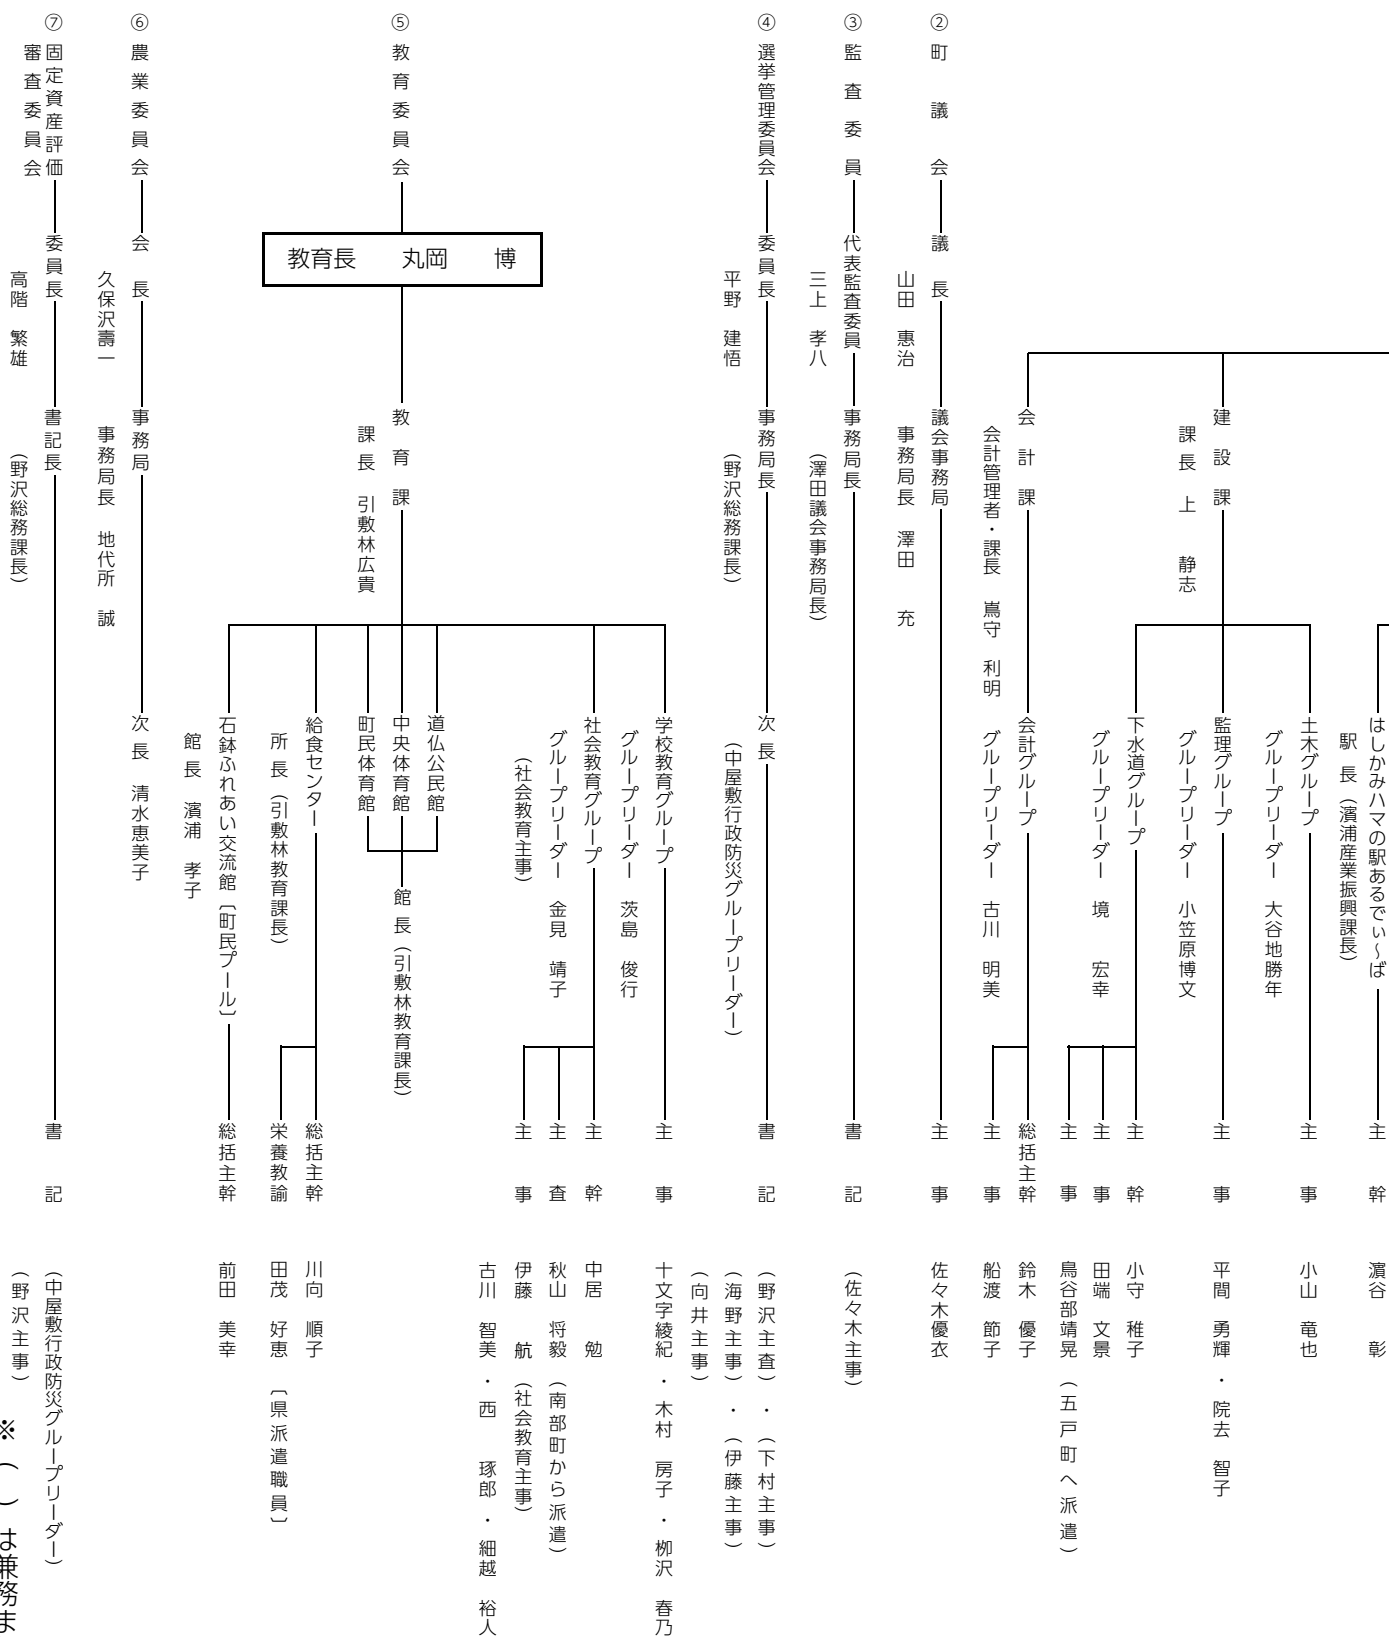 はしかみハマの駅あるでぃ～ば
駅　長（濱浦産業振興課長）
主　幹　濵谷　彰
建設課
課長　上　静志
土木グループ
グループリーダー　大谷地勝年
主　事　小山　竜也
監理グループ
グループリーダー　小笠原博文
主　事　平間　勇輝　・　院去　智子
下水道グループ
グループリーダー　境　宏幸
主　幹　小守　稚子
主　事　田端　文景
主　事　鳥谷部靖晃（五戸町へ派遣）
会計課
会計管理者・課長　嶌守　利明
会計グループ
グループリーダー　古川　明美
総括主幹　鈴木　優子
主　事　船渡　節子
②　町議会
議　長
山田　惠治
議会事務局
事務局長　澤田　充
主　事　佐々木優衣
③　監査委員
代表監査委員
三上　孝八
事務局長
（澤田議会事務局長）
書　記　（佐々木主事）
④　選挙管理委員会
委員長
平野　建悟
事務局長
（野沢総務課長）
次　長
（中屋敷行政防災グループリーダー）
書　記　（野沢主査）・（下村主事）
（海野主事）・（伊藤主事）
（向井主事）
⑤　教育委員会
教育長　丸岡　博
教育課
課長　引敷林広貴
学校教育グループ
グループリーダー　茨島　俊行
主　事　十文字綾紀　・　木村　房子　・　栁沢　春乃
社会教育グループ
グループリーダー　金見　靖子
（社会教育主事）
主　幹　中居　勉
主　査　秋山　将毅（南部町から派遣）
主　事　伊藤　航（社会教育主事）
古川　智美　・　西　琢郎　・　細越　裕人
道仏公民館
中央体育館
町民体育館
館　長（引敷林教育課長）
給食センター
所　長（引敷林教育課長）
総括主幹　川向　順子
栄養教諭　田茂　好恵　〔県派遣職員〕
石鉢ふれあい交流館〔町民プール〕
館　長　濱浦　孝子
総括主幹　前田　美幸
⑥　農業委員会
会　長
久保沢壽一
事務局
事務局長　地代所　誠
次　長　清水恵美子
⑦　固定資産評価
審査委員会
委員長
高階　繁雄
書記長
（野沢総務課長）
書　記　（中屋敷行政防災グループリーダー）
（野沢主事）
※（　）は兼務ま